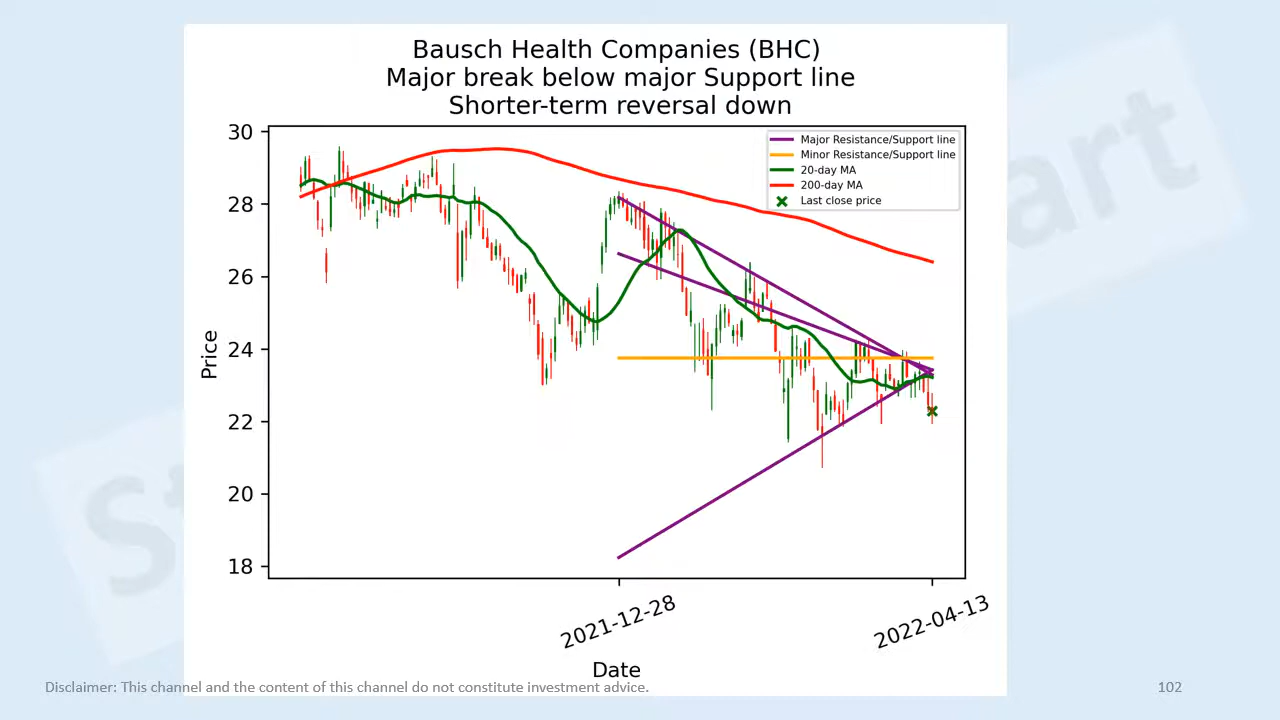 Bausch Health Companies (BHC)
Major break below major Support line
Shorter-term reversal down
Major Resistance/Support line
Minor Resistance/Support line
20-day MA
200-day MA
Last close price
30
28
26
24
22
20
18
Price
2021-12-28
2022-04-13
Date
Disclaimer: This channel and the content of this channel do not constitute investment advice.
102